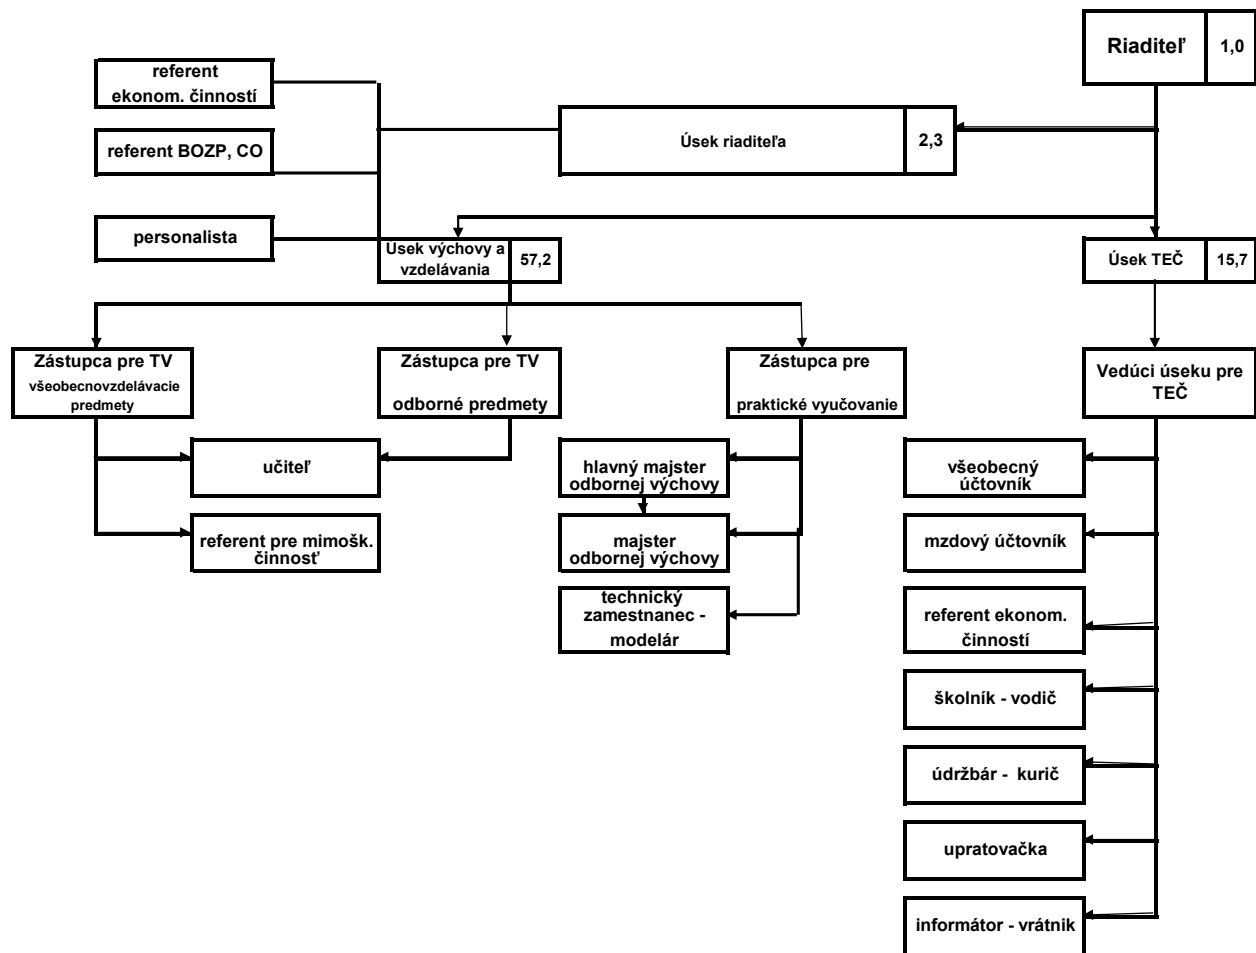 Riaditeľ 1,0
referent
ekonom. činností
referent BOZP, CO
Úsek riaditeľa 2,3
personalista
Úsek výchovy a
vzdelávania 57,2
Úsek TEČ 15,7
Zástupca pre TV
všeobecnovzdelávacie
predmety
Zástupca pre TV
odborné predmety
Zástupca pre
praktické vyučovanie
Vedúci úseku pre
TEČ
učiteľ
referent pre mimošk.
činnosť
hlavný majster
odbornej výchovy
majster
odbornej výchovy
technický
zamestnanec -
modelár
všeobecný
účtovník
mzdový účtovník
referent ekonom.
činností
školník - vodič
údržbár - kurič
upratovačka
informátor - vrátnik